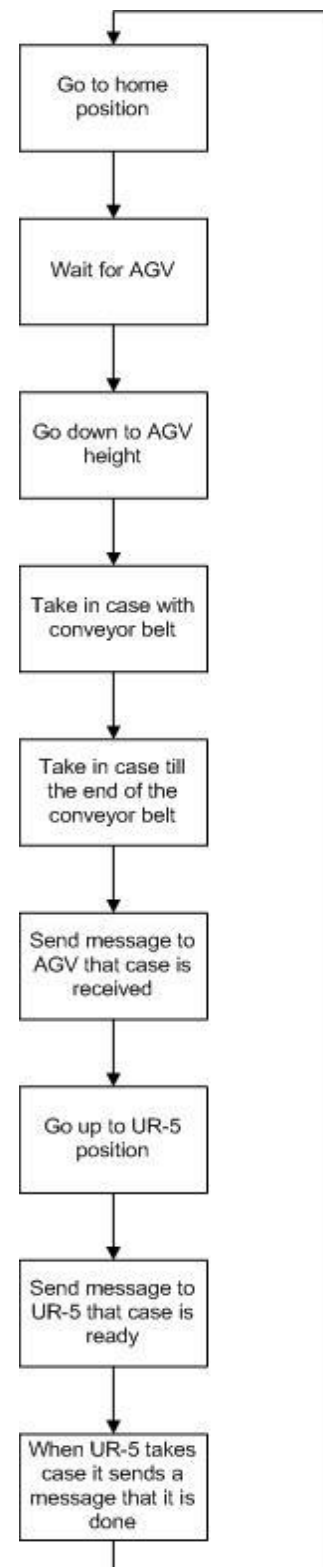 Go to home
position
Wait for AGV
Go down to AGV
height
Take in case with
conveyor belt
Take in case till
the end of the
conveyor belt
Send message to
AGV that case is
received
Go up to UR-5
position
Send message to
UR-5 that case is
ready
When UR-5 takes
case it sends a
message that it is
done